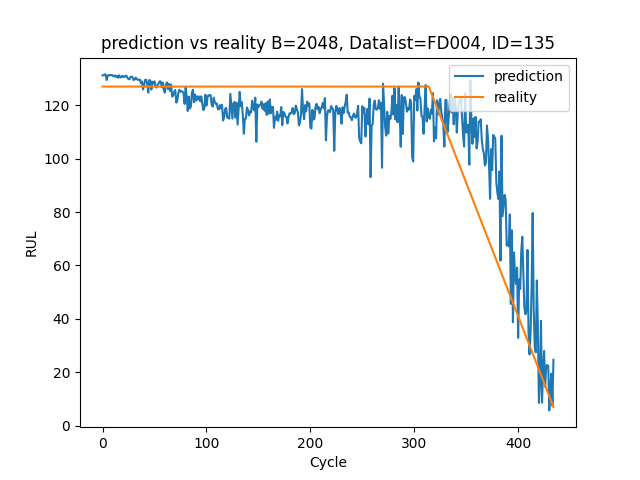 prediction vs reality B=2048, Datalist=FD004, ID=135
prediction
reality
RUL
120
100
80
60
40
20
0
0 100 200 300 400
Cycle